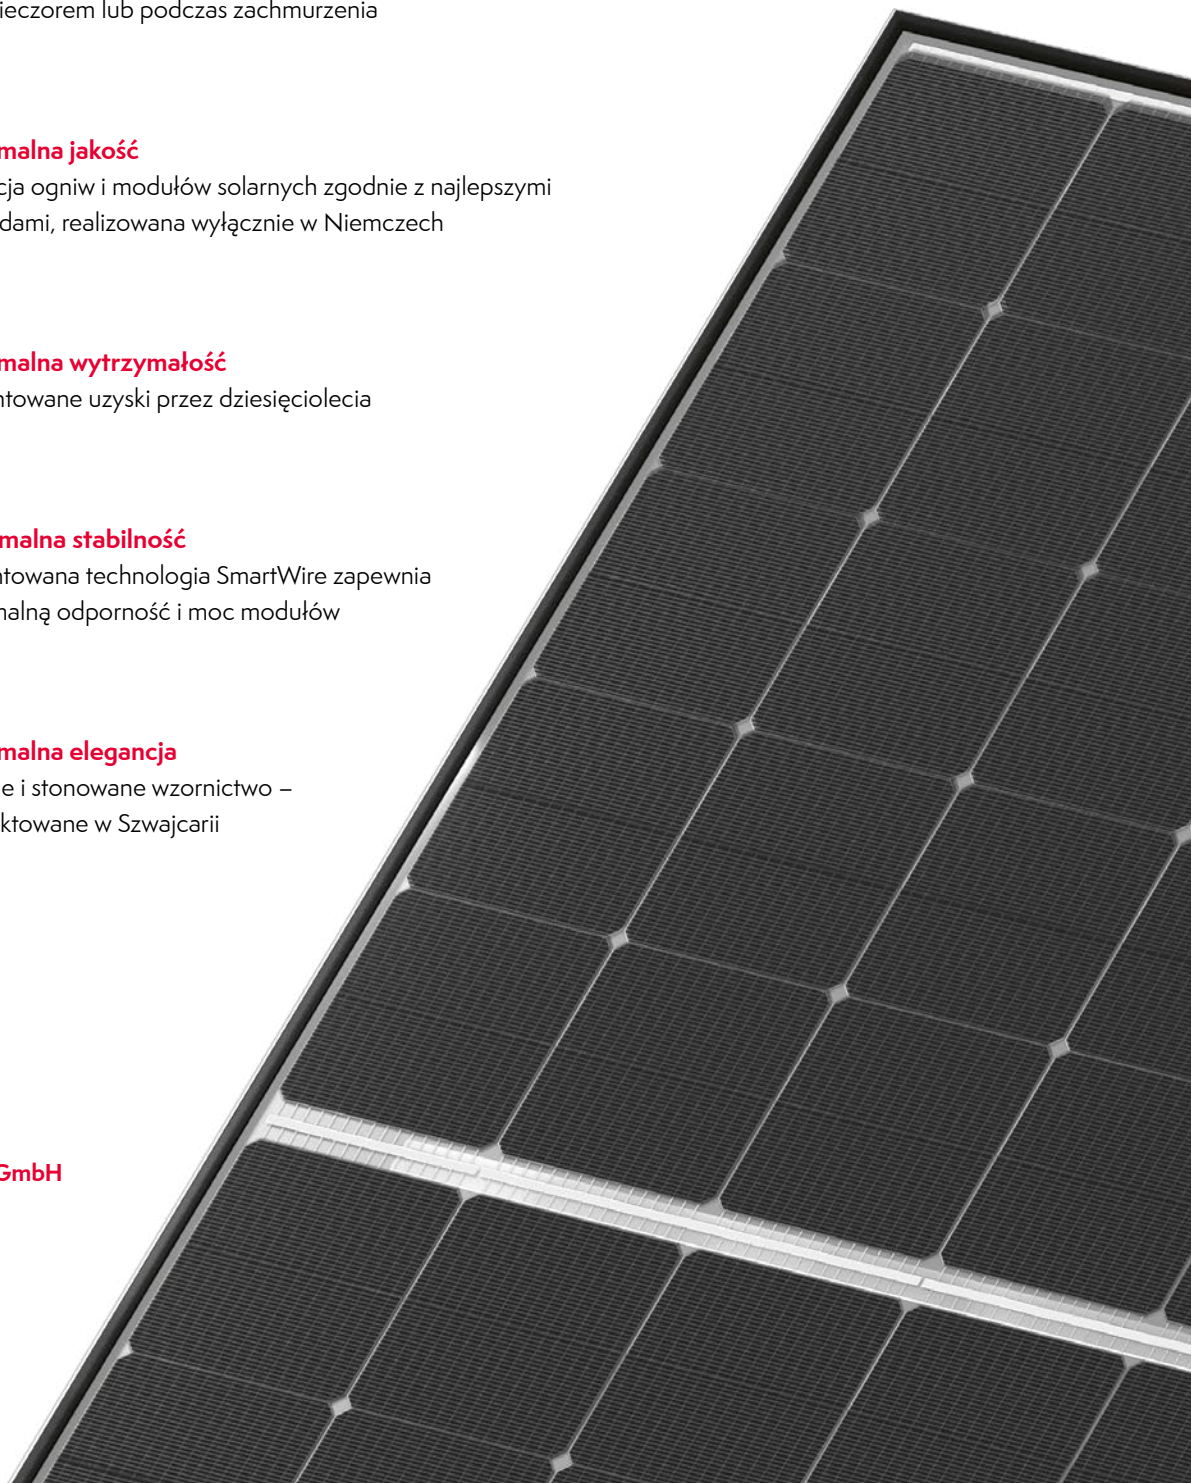 ieczorem lub podczas zachmurzenia
malna jakość
cja ogniw i modułów solarnych zgodnie z najlepszymi
dami, realizowana wyłącznie w Niemczech
malna wytrzymałość
ntowane uzyski przez dziesięciolecia
malna stabilność
ntowana technologia SmartWire zapewnia
nalną odporność i moc modułów
malna elegancja
e i stonowane wzornictwo –
ktowane w Szwajcarii
GmbH